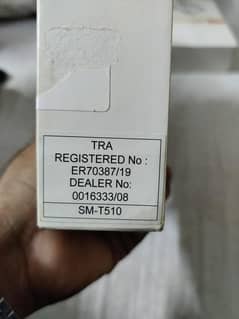 TRA
REGISTERED No :
ER70387/19
DEALER No:
0016333/08
SM-T510